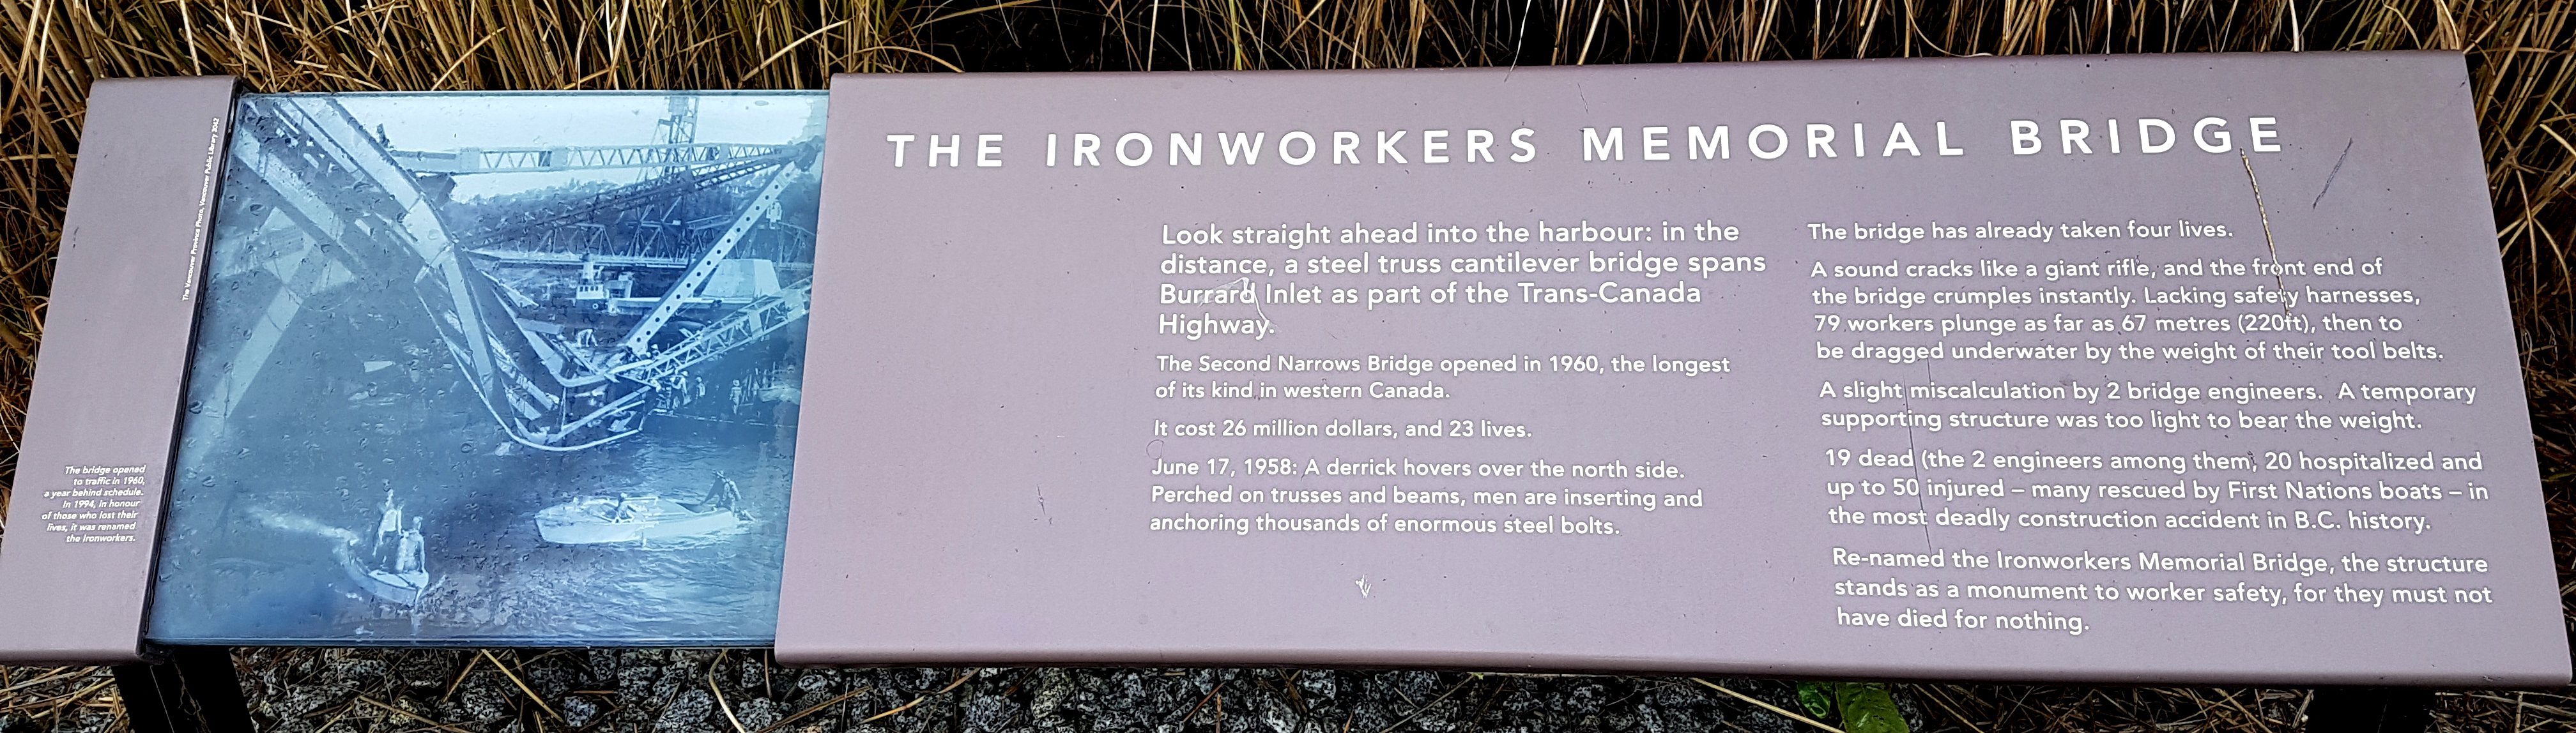 The Vancouver Province Photo, Vancouver Public Library 3042
The bridge opened
to traffic in 1960,
a year behind schedule.
In 1994, in honour
of those who lost their
lives, it was renamed
the Ironworkers.
THE IRONWORKERS MEMORIAL BRIDGE
Look straight ahead into the harbour: in the
distance, a steel truss cantilever bridge spans
Burrard Inlet as part of the Trans-Canada
Highway.
The Second Narrows Bridge opened in 1960, the longest
of its kind in western Canada.
It cost 26 million dollars, and 23 lives.
June 17, 1958: A derrick hovers over the north side.
Perched on trusses and beams, men are inserting and
anchoring thousands of enormous steel bolts.
The bridge has already taken four lives.
A sound cracks like a giant rifle, and the front end of
the bridge crumples instantly. Lacking safety harnesses,
79 workers plunge as far as 67 metres (220ft), then to
be dragged underwater by the weight of their tool belts.
A slight miscalculation by 2 bridge engineers. A temporary
supporting structure was too light to bear the weight.
19 dead (the 2 engineers among them), 20 hospitalized and
up to 50 injured – many rescued by First Nations boats – in
the most deadly construction accident in B.C. history.
Re-named the Ironworkers Memorial Bridge, the structure
stands as a monument to worker safety, for they must not
have died for nothing.